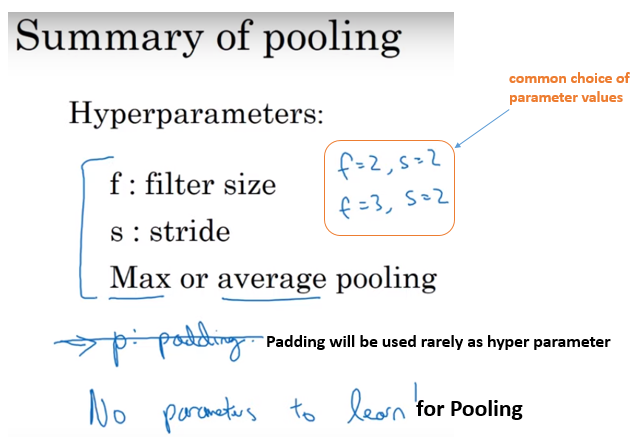 Summary of pooling
common choice of
parameter values
Hyperparameters:
f=2, s=2
f=3, s=2
f : filter size
s : stride
Max or average pooling
→ p: padding. Padding will be used rarely as hyper parameter
No parameters to learn! for Pooling